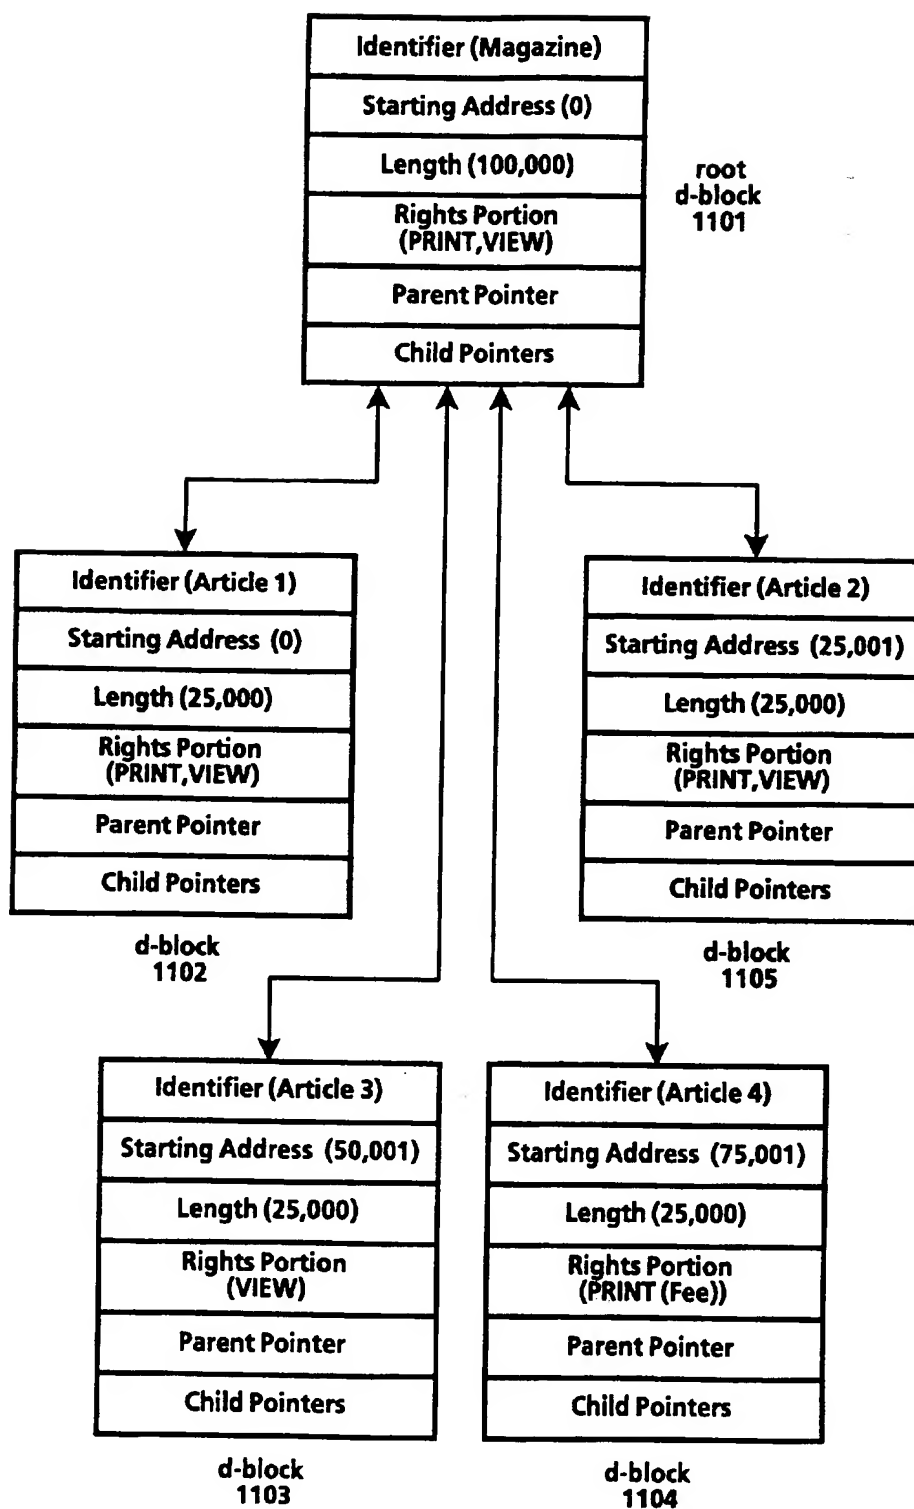 Identifier (Magazine)
Starting Address (0)
Length (100,000)
Rights Portion
(PRINT,VIEW)
Parent Pointer
Child Pointers
root
d-block
1101
Identifier (Article 1)
Starting Address (0)
Length (25,000)
Rights Portion
(PRINT,VIEW)
Parent Pointer
Child Pointers
d-block
1102
Identifier (Article 2)
Starting Address (25,001)
Length (25,000)
Rights Portion
(PRINT,VIEW)
Parent Pointer
Child Pointers
d-block
1105
Identifier (Article 3)
Starting Address (50,001)
Length (25,000)
Rights Portion
(VIEW)
Parent Pointer
Child Pointers
d-block
1103
Identifier (Article 4)
Starting Address (75,001)
Length (25,000)
Rights Portion
(PRINT (Fee))
Parent Pointer
Child Pointers
d-block
1104